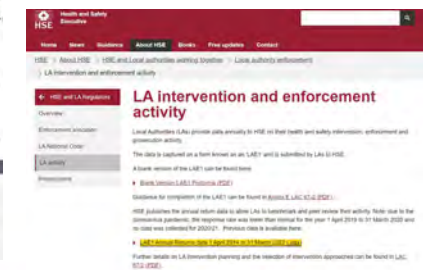 HSE
Health and Safety
Executive
Home News Guidance About HSE Books Free updates Contact
HSE > About HSE > HSE and Local authorities working together > Local authority enforcement
> LA intervention and enforcement activity
HSE and LA Regulators
Overview
Enforcement allocation
LA National Code
LA activity
LA intervention and enforcement
activity
Local Authorities (LAs) provide data annually to HSE on their health and safety intervention, enforcement and
prosecution activity.
The data is captured on a form known as an 'LAE1' and is submitted by LAs to HSE.
A blank version of the LAE1 can be found here:
Blank Version LAE1 Proforma (PDF)
Guidance for completion of the LAE1 can be found in Annex E LAC 67-2 (PDF)
HSE publishes the annual return data to allow LAs to benchmark and peer review their activity. Note: due to the
coronavirus pandemic, the response rate was lower than normal for the year 1 April 2019 to 31 March 2020 and
no data was collected for 2020/21. Previous data is available here:
LAE1 Annual Returns data 1 April 2014 to 31 March
Further details on LA intervention planning and the selection of intervention approaches can be found in LAC
67-2 (PDF).